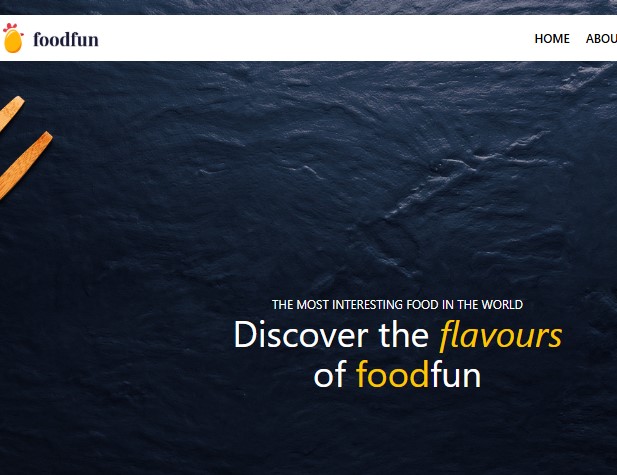 foodfun
HOME ABOU
THE MOST INTERESTING FOOD IN THE WORLD
Discover the flavours
of foodfun